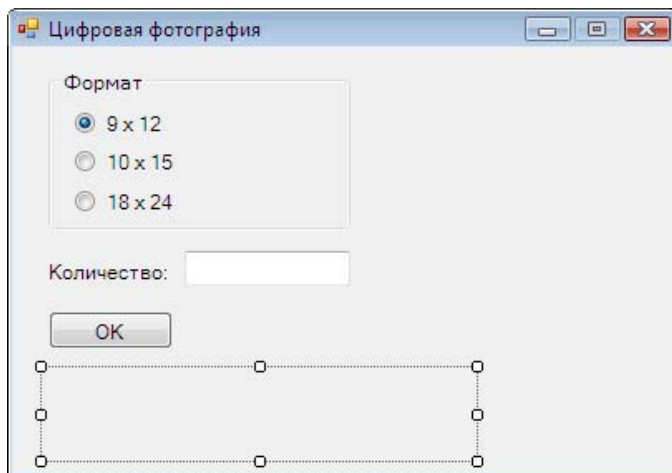 Цифровая фотография
Формат
9 x 12
10 x 15
18 x 24
Количество:
OK